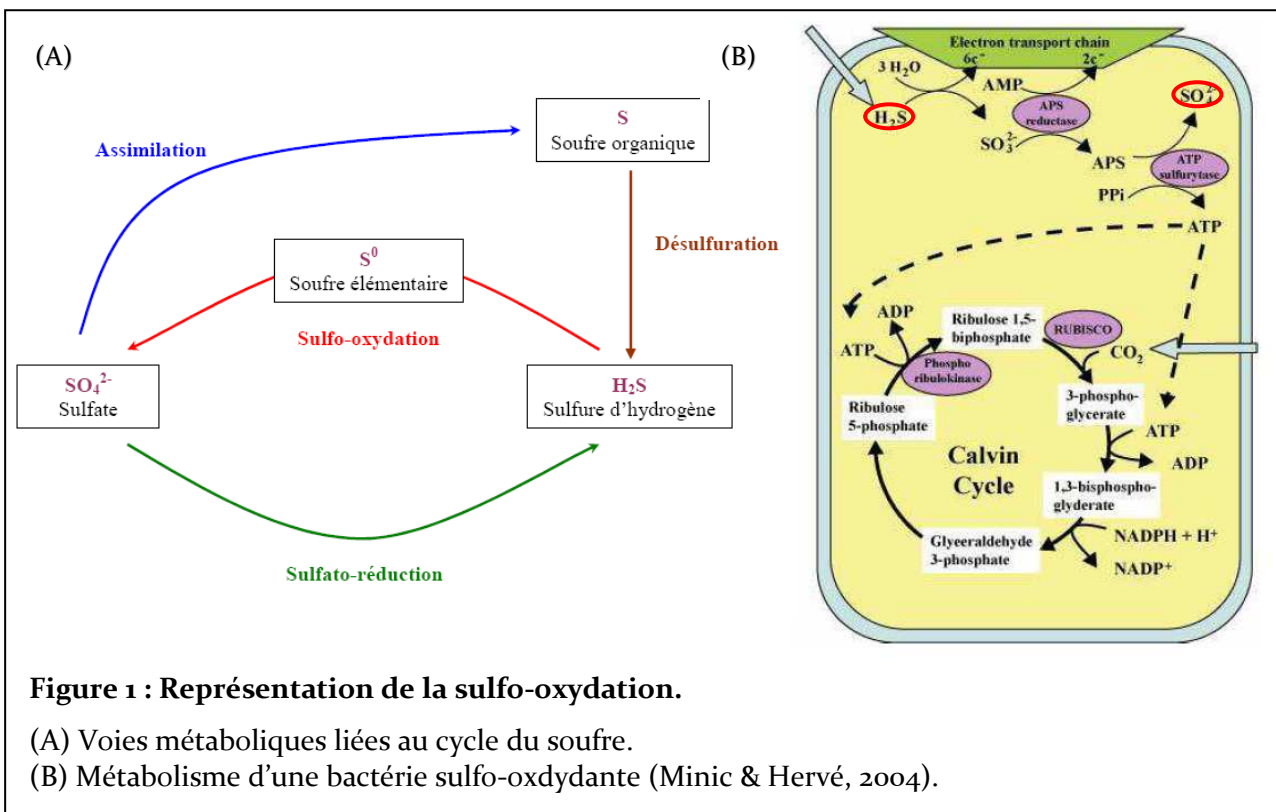 (A)
S
Soufre organique
Assimilation
Désulfuration
S⁰
Soufre élémentaire
Sulfo-oxydation
SO₄²⁻
Sulfate
H₂S
Sulfure d'hydrogène
Sulfato-réduction
(B)
Electron transport chain
6e⁻
2e⁻
3 H₂O
AMP
SO₄²⁻
H₂S
APS
reductase
SO₃²⁻
APS
ATP
sulfurytase
PPi
ATP
ADP
Ribulose 1,5-
biphosphate
RUBISCO
ATP
CO₂
Phospho
ribulokinase
3-phospho-
glycerate
Ribulose
5-phosphate
ATP
Calvin
Cycle
ADP
1,3-bisphospho-
glyderate
Glyeeraldehyde
3-phosphate
NADPH + H⁺
NADP⁺
Figure 1 : Représentation de la sulfo-oxydation.
(A) Voies métaboliques liées au cycle du soufre.
(B) Métabolisme d'une bactérie sulfo-oxdydante (Minic & Hervé, 2004).